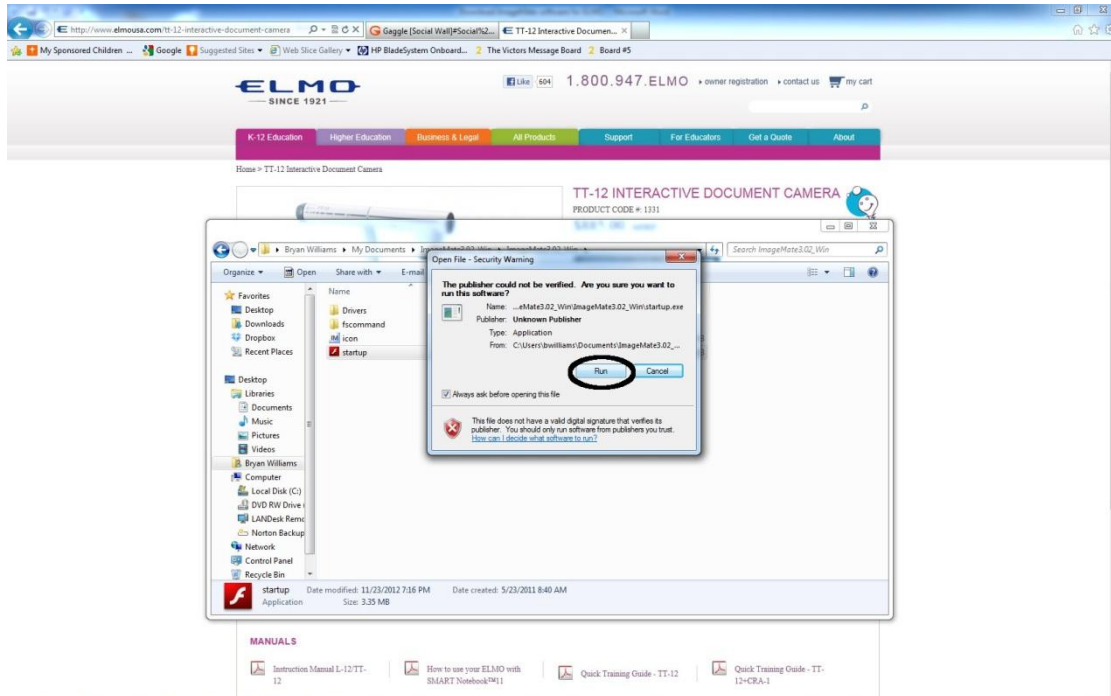 http://www.elmousa.com/tt-12-interactive-document-camera
Gaggle [Social Wall]#Social%2...
TT-12 Interactive Documen...
My Sponsored Children ...
Google
Suggested Sites
Web Slice Gallery
HP BladeSystem Onboard...
The Victors Message Board
Board #5
ELMO
SINCE 1921
Like 604
1.800.947.ELMO
owner registration
contact us
my cart
K-12 Education
Higher Education
Business & Legal
All Products
Support
For Educators
Get a Quote
About
Home > TT-12 Interactive Document Camera
TT-12 INTERACTIVE DOCUMENT CAMERA
PRODUCT CODE #: 1331
Bryan Williams
My Documents
Search ImageMate3.02_Win
Organize
Open
Share with
E-mail
Favorites
Desktop
Downloads
Dropbox
Recent Places
Desktop
Libraries
Documents
Music
Pictures
Videos
Bryan Williams
Computer
Local Disk (C:)
DVD RW Drive
LANDesk Remo
Norton Backup
Network
Control Panel
Recycle Bin
Name
Drivers
fscommand
icon
startup
Open File - Security Warning
The publisher could not be verified. Are you sure you want to
run this software?
Name: ...eMate3.02_Win\ImageMate3.02_Win\startup.exe
Publisher: Unknown Publisher
Type: Application
From: C:\Users\bwilliams\Documents\ImageMate3.02_...
Run
Cancel
Always ask before opening this file
This file does not have a valid digital signature that verifies its
publisher. You should only run software from publishers you trust.
How can I decide what software to run?
startup
Date modified: 11/23/2012 7:16 PM
Date created: 5/23/2011 8:40 AM
Application
Size: 3.35 MB
MANUALS
Instruction Manual L-12/TT-
12
How to use your ELMO with
SMART Notebook™11
Quick Training Guide - TT-12
Quick Training Guide - TT-
12+CRA-1